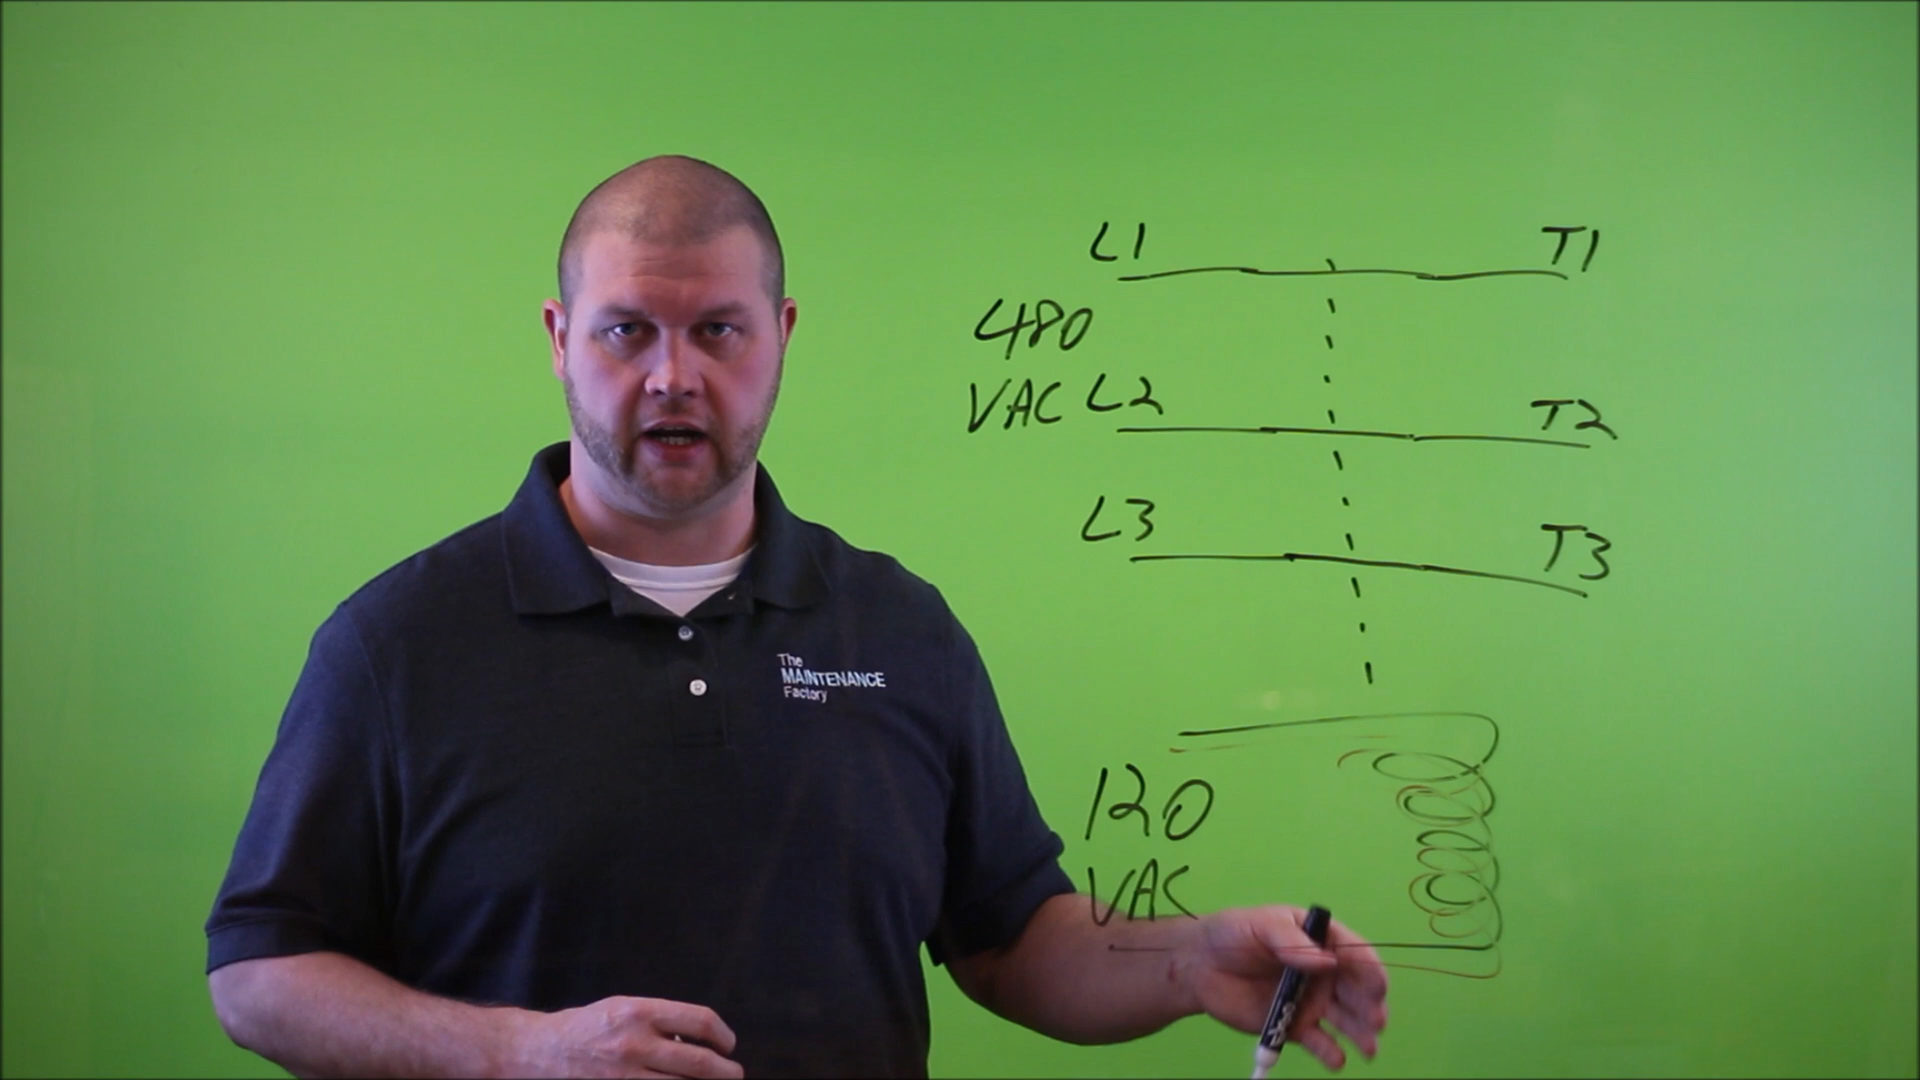 L1
T1
480
VAC
L2
T2
L3
T3
The
MAINTENANCE
Factory
120
VAC